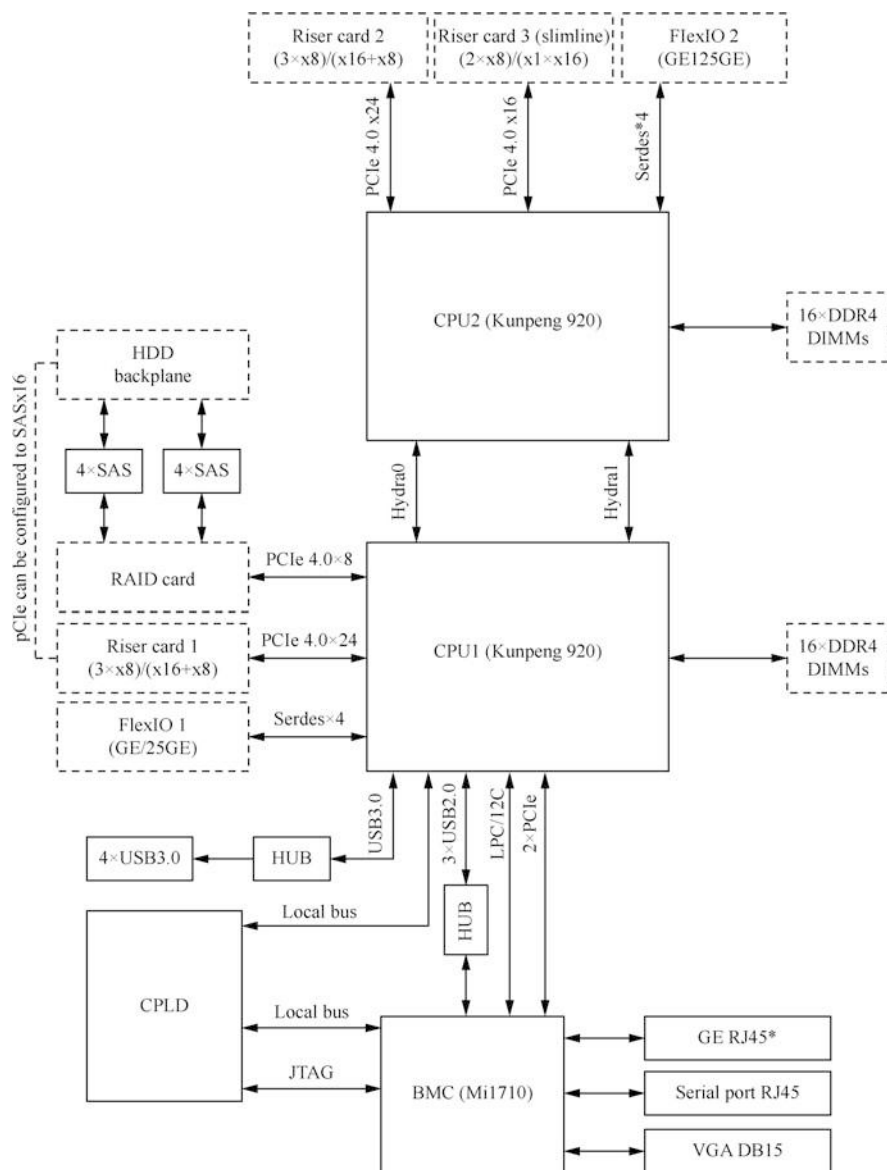 Riser card 2
(3×x8)/(x16+x8)
Riser card 3 (slimline)
(2×x8)/(x1×x16)
FlexIO 2
(GE125GE)
PCIe 4.0 x24
PCIe 4.0 x16
Serdes*4
CPU2 (Kunpeng 920)
16×DDR4
DIMMs
HDD
backplane
pCIe can be configured to SASx16
4×SAS
4×SAS
Hydra0
Hydra1
RAID card
PCIe 4.0×8
Riser card 1
(3×x8)/(x16+x8)
PCIe 4.0×24
CPU1 (Kunpeng 920)
16×DDR4
DIMMs
FlexIO 1
(GE/25GE)
Serdes×4
USB3.0
3×USB2.0
LPC/12C
2×PCIe
4×USB3.0
HUB
HUB
Local bus
CPLD
Local bus
JTAG
BMC (Mi1710)
GE RJ45*
Serial port RJ45
VGA DB15